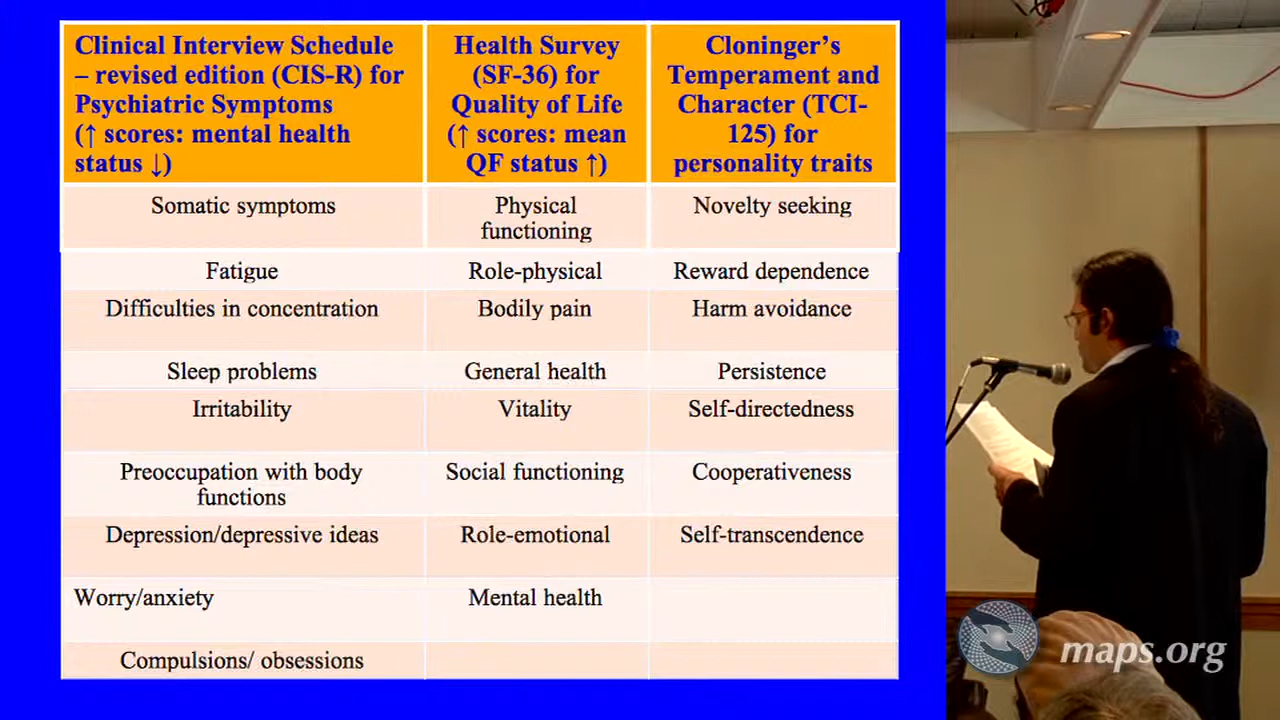 Clinical Interview Schedule
– revised edition (CIS-R) for
Psychiatric Symptoms
(↑ scores: mental health
status ↓)
Health Survey
(SF-36) for
Quality of Life
(↑ scores: mean
QF status ↑)
Cloninger’s
Temperament and
Character (TCI-
125) for
personality traits
Somatic symptoms
Physical
functioning
Novelty seeking
Fatigue
Role-physical
Reward dependence
Difficulties in concentration
Bodily pain
Harm avoidance
Sleep problems
General health
Persistence
Irritability
Vitality
Self-directedness
Preoccupation with body
functions
Social functioning
Cooperativeness
Depression/depressive ideas
Role-emotional
Self-transcendence
Worry/anxiety
Mental health
Compulsions/ obsessions
maps.org